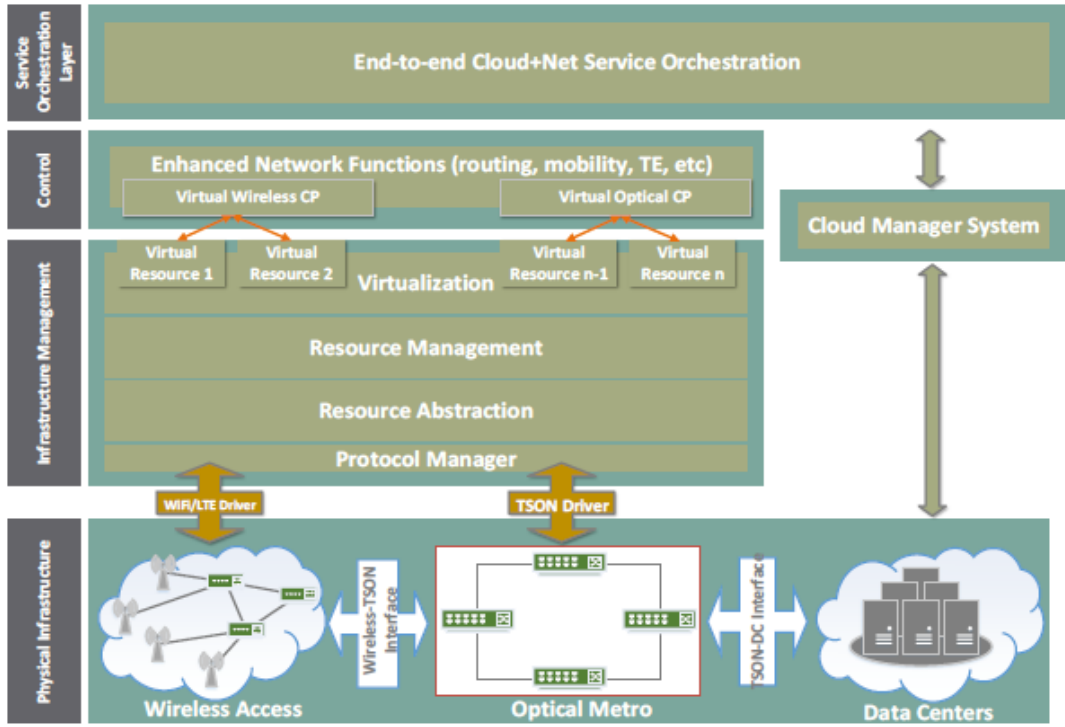 Service
Orchestration
Layer
End-to-end Cloud+Net Service Orchestration
Control
Enhanced Network Functions (routing, mobility, TE, etc)
Virtual Wireless CP
Virtual Optical CP
Cloud Manager System
Infrastructure Management
Virtual
Resource 1
Virtual
Resource 2
Virtual
Resource n-1
Virtual
Resource n
Virtualization
Resource Management
Resource Abstraction
Protocol Manager
WiFi/LTE Driver
TSON Driver
Physical Infrastructure
Wireless-TSON
Interface
TSON-DC Interface
Wireless Access
Optical Metro
Data Centers